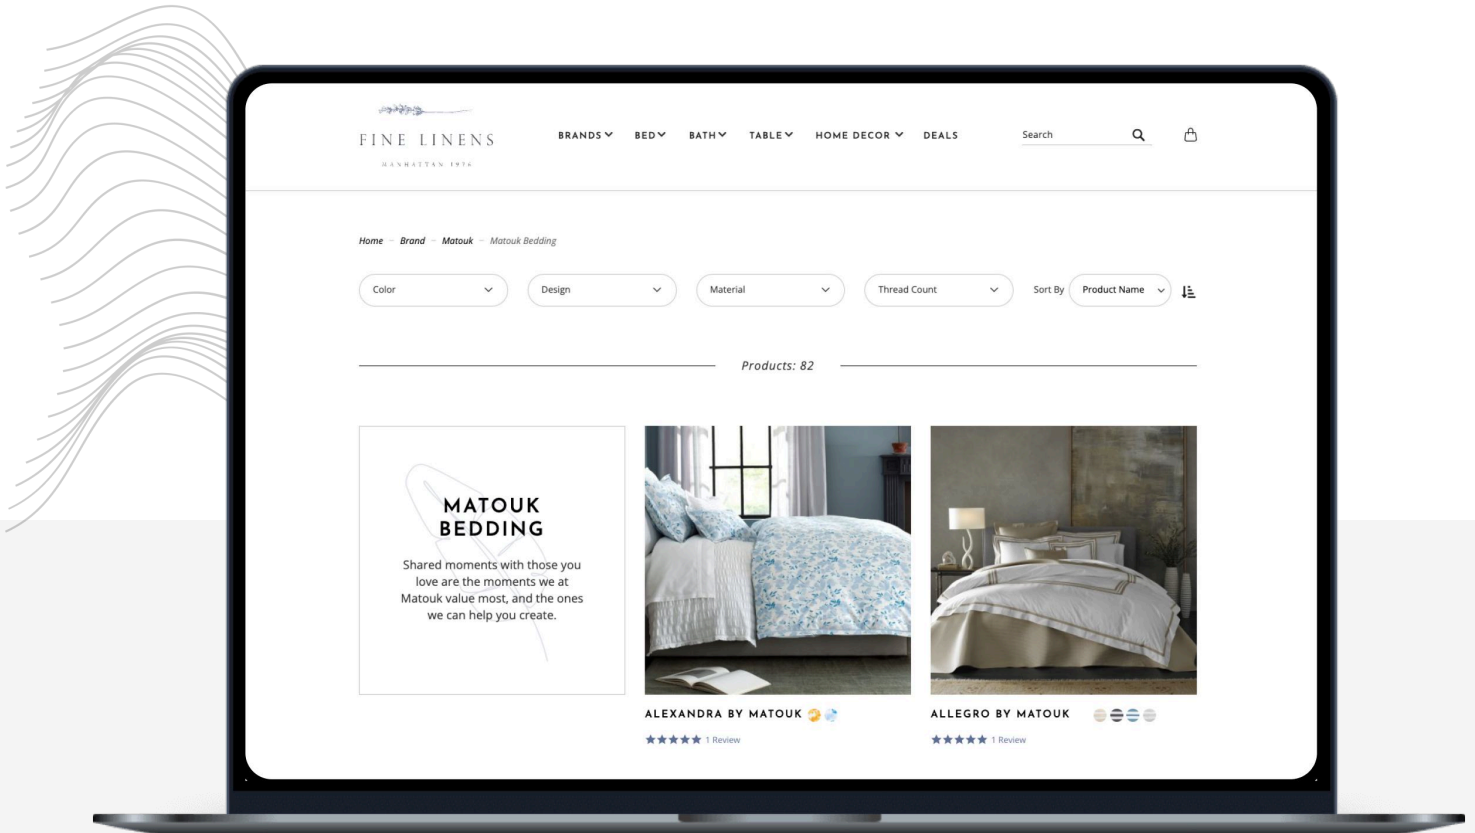 FINE LINENS
MANHATTAN 1976
BRANDS BED BATH TABLE HOME DECOR DEALS
Search
Home – Brand – Matouk – Matouk Bedding
Color Design Material Thread Count Sort By Product Name
Products: 82
MATOUK
BEDDING
Shared moments with those you
love are the moments we at
Matouk value most, and the ones
we can help you create.
ALEXANDRA BY MATOUK
1 Review
ALLEGRO BY MATOUK
1 Review